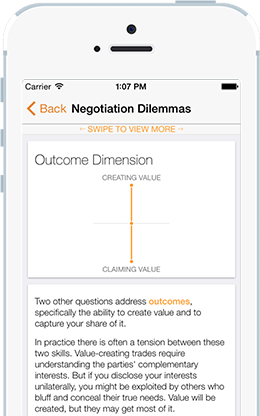 Carrier 1:07 PM
Back Negotiation Dilemmas
← SWIPE TO VIEW MORE →
Outcome Dimension
CREATING VALUE
CLAIMING VALUE
Two other questions address outcomes,
specifically the ability to create value and to
capture your share of it.
In practice there is often a tension between these
two skills. Value-creating trades require
understanding the parties' complementary
interests. But if you disclose your interests
unilaterally, you might be exploited by others who
bluff and conceal their true needs. Value will be
created, but they may get most of it.